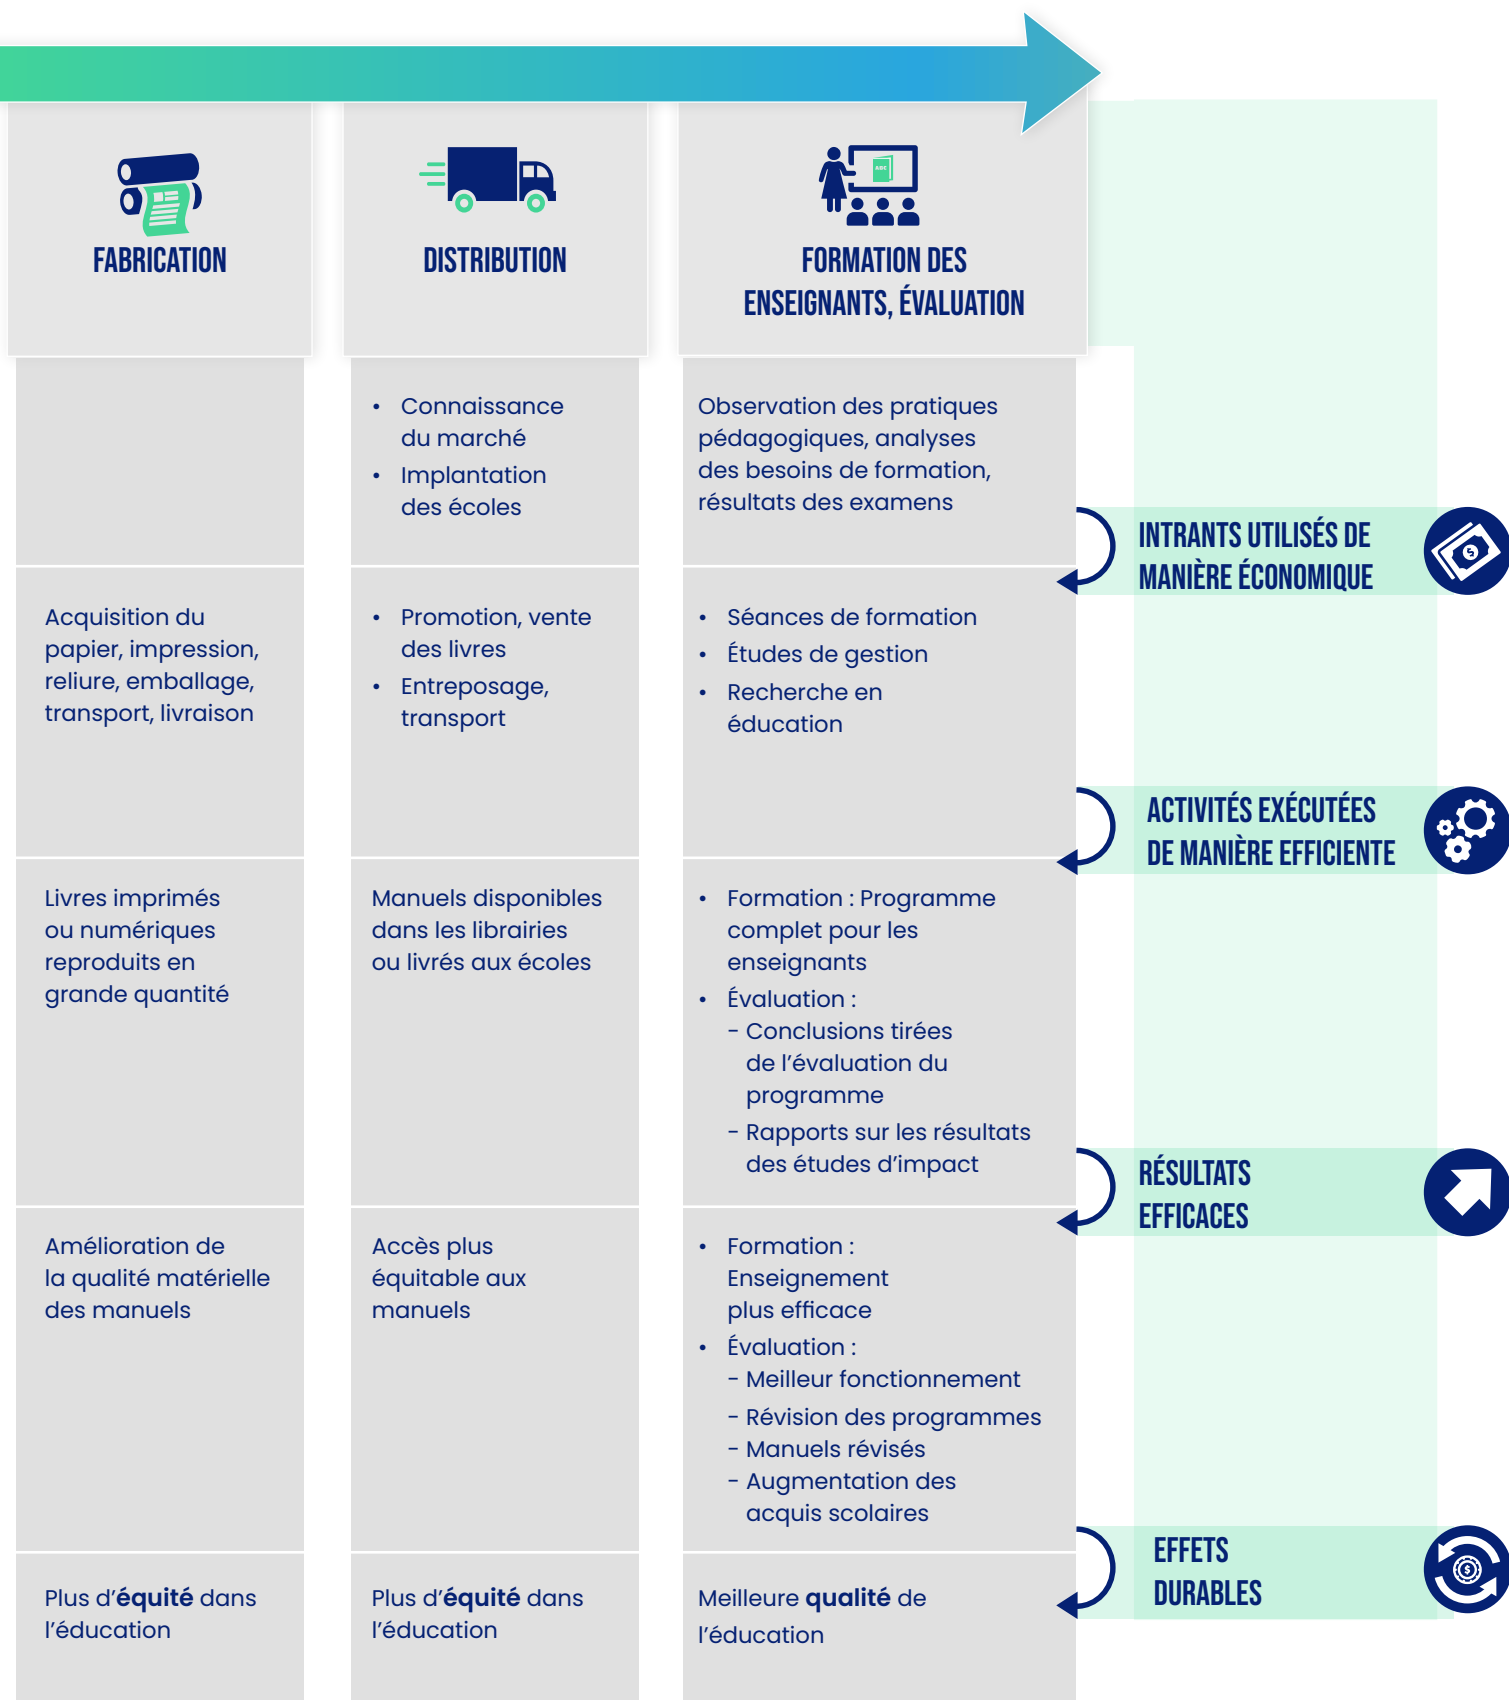 FABRICATION
DISTRIBUTION
FORMATION DES
ENSEIGNANTS, ÉVALUATION
• Connaissance
du marché
• Implantation
des écoles
Observation des pratiques
pédagogiques, analyses
des besoins de formation,
résultats des examens
INTRANTS UTILISÉS DE
MANIÈRE ÉCONOMIQUE
Acquisition du
papier, impression,
reliure, emballage,
transport, livraison
• Promotion, vente
des livres
• Entreposage,
transport
• Séances de formation
• Études de gestion
• Recherche en
éducation
ACTIVITÉS EXÉCUTÉES
DE MANIÈRE EFFICIENTE
Livres imprimés
ou numériques
reproduits en
grande quantité
Manuels disponibles
dans les librairies
ou livrés aux écoles
• Formation : Programme
complet pour les
enseignants
• Évaluation :
- Conclusions tirées
de l’évaluation du
programme
- Rapports sur les résultats
des études d’impact
RÉSULTATS
EFFICACES
Amélioration de
la qualité matérielle
des manuels
Accès plus
équitable aux
manuels
• Formation :
Enseignement
plus efficace
• Évaluation :
- Meilleur fonctionnement
- Révision des programmes
- Manuels révisés
- Augmentation des
acquis scolaires
EFFETS
DURABLES
Plus d’équité dans
l’éducation
Plus d’équité dans
l’éducation
Meilleure qualité de
l’éducation